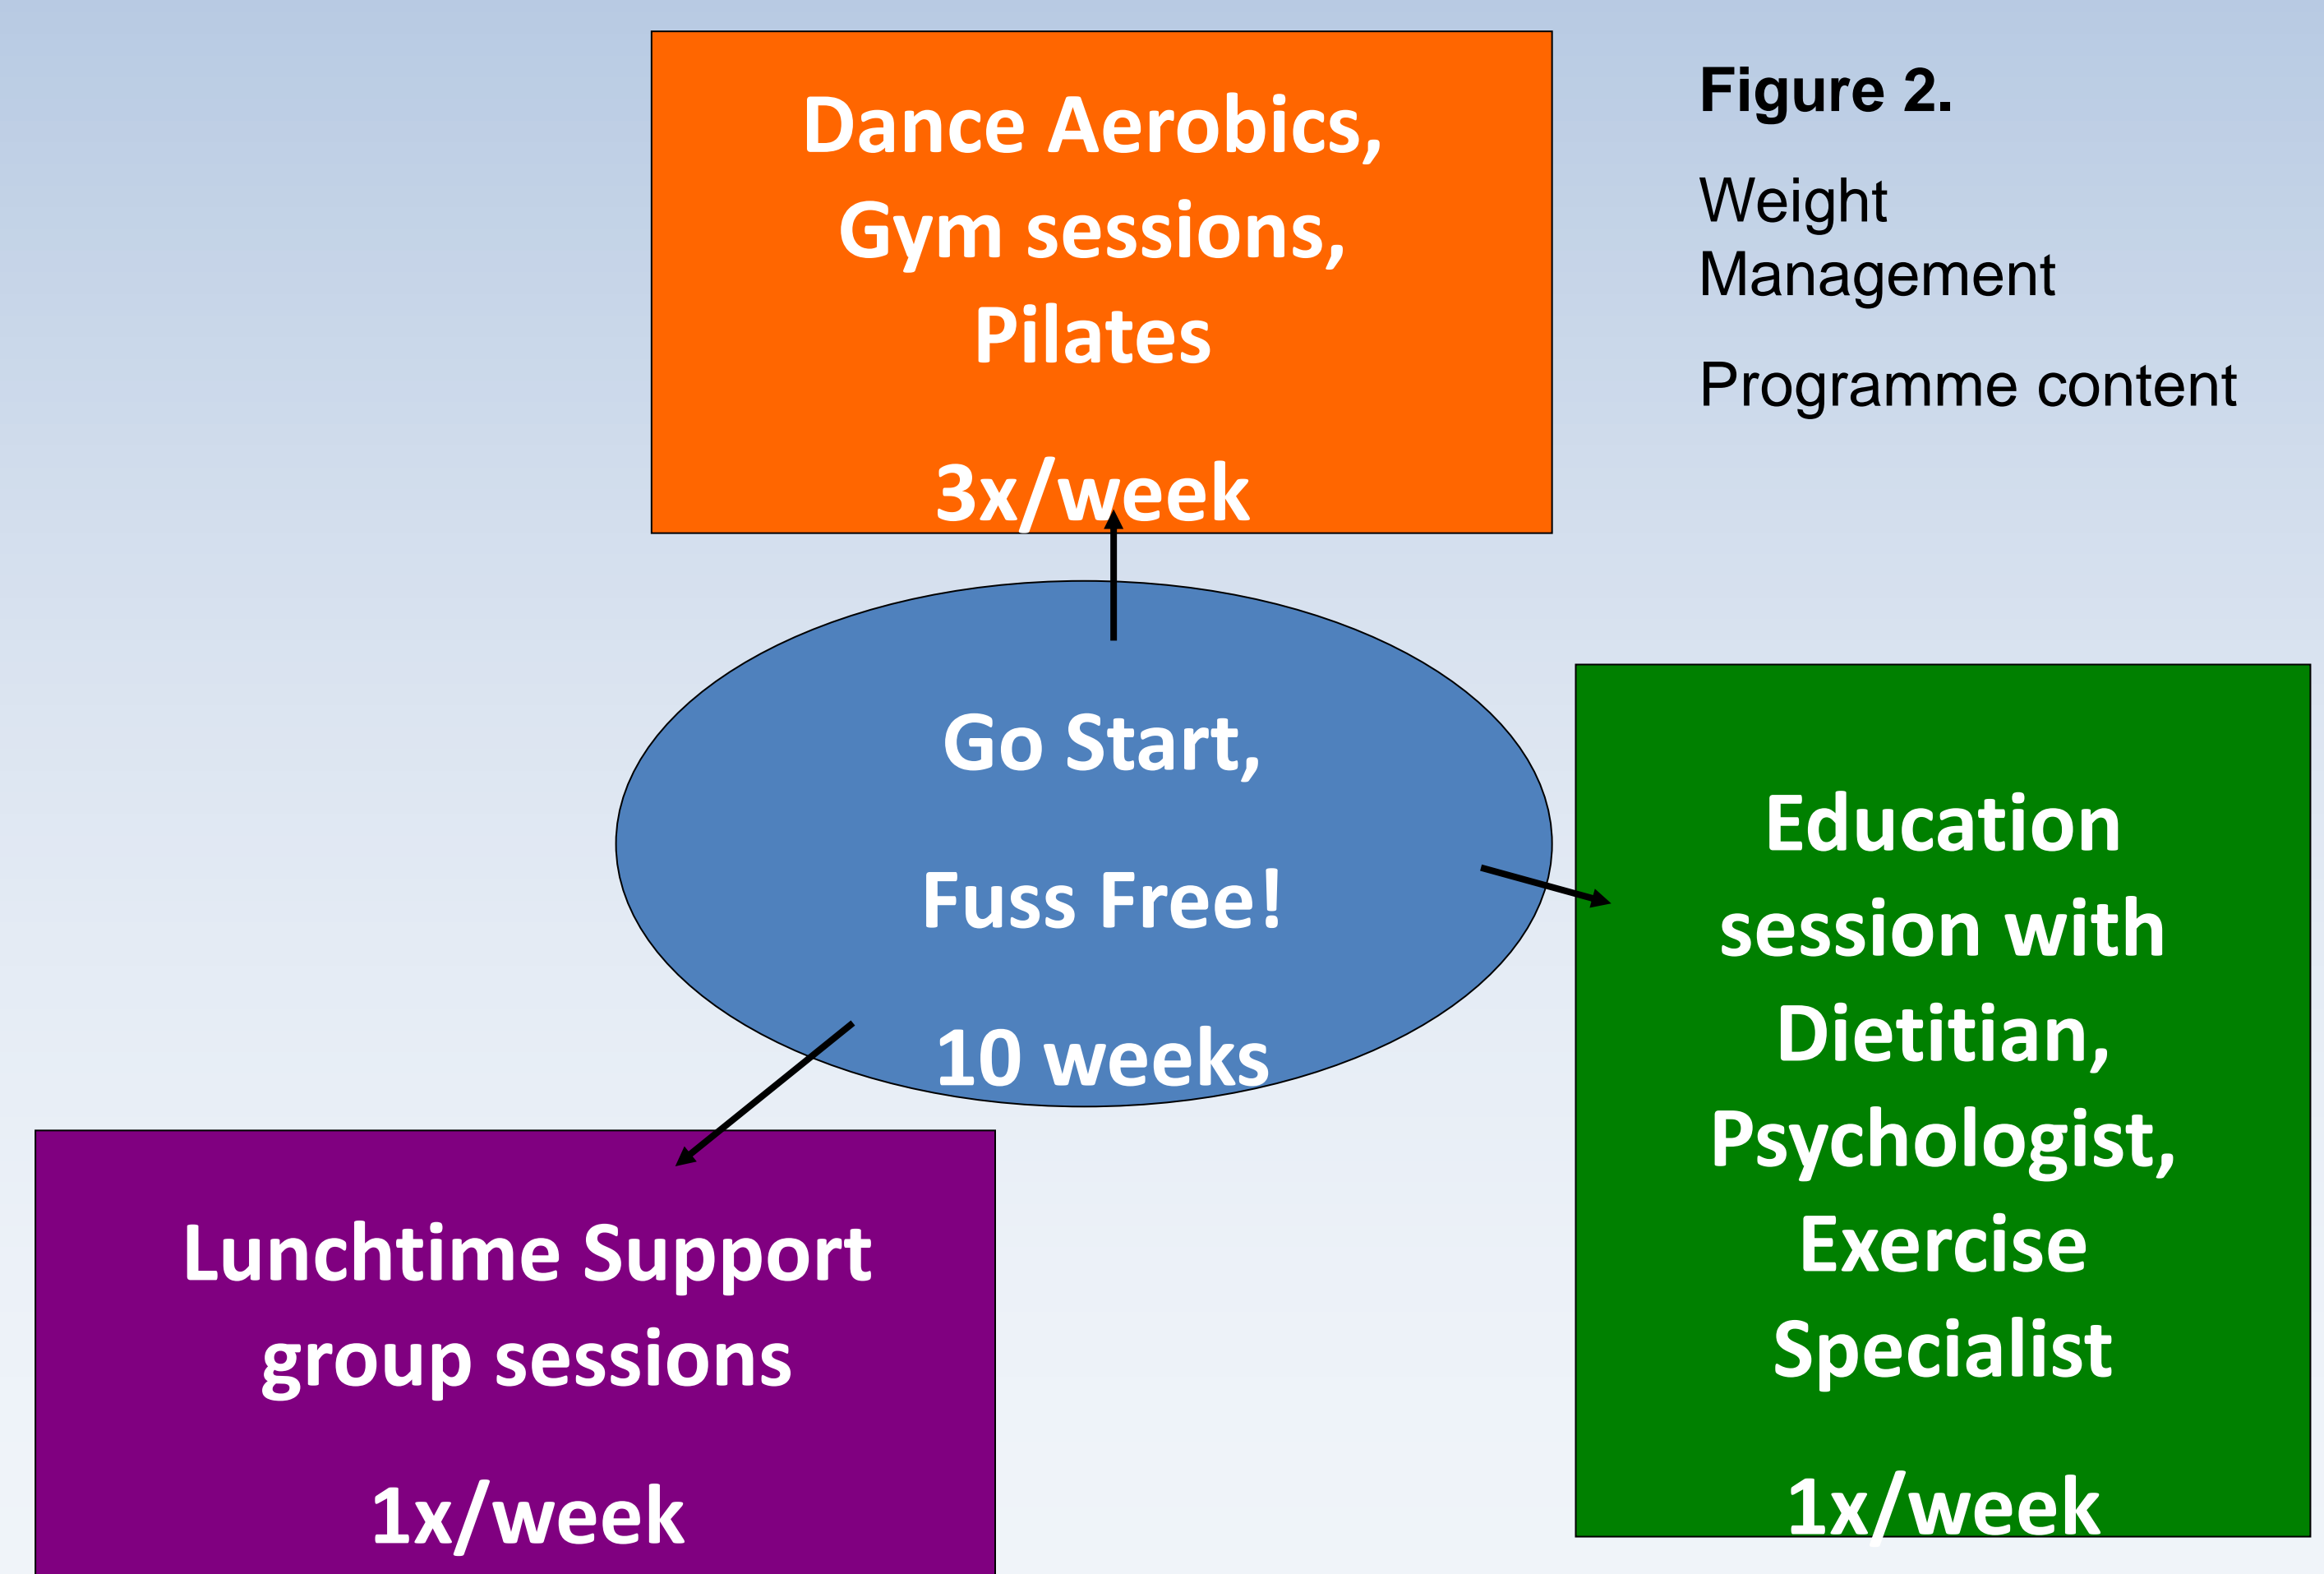 Dance Aerobics,
Gym sessions,
Pilates
3x/week
Figure 2.
Weight
Management
Programme content
Go Start,
Fuss Free!
10 weeks
Education
session with
Dietitian,
Psychologist,
Exercise
Specialist
1x/week
Lunchtime Support
group sessions
1x/week